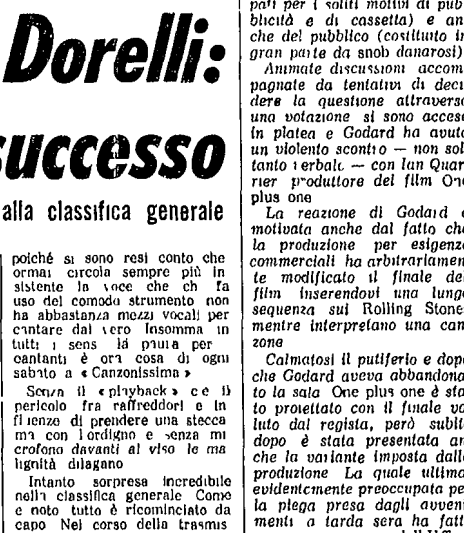 Dorelli:
successo
alla classifica generale
poiché si sono resi conto che
ormai circola sempre più in
sistente la voce che ch fa
uso del comodo strumento non
ha abbastanza mezzi vocali per
cantare dal vero Insomma in
tutti i sens la paura per
cantanti è ora cosa di ogni
sabato a « Canzonissima »
Senza il « playback » c e il
pericolo fra raffreddori e in
fluenze di prendere una stecca
ma con l ordigno e senza mi
crofono davanti al viso le ma
lignità dilagano
Intanto sorpresa incredibile
nella classifica generale Come
e noto tutto è ricominciato da
capo Nel corso della trasmis
pati per i soliti motivi di pub
blicità e di cassetta) e an
che del pubblico (costituito in
gran parte da snob danarosi)
Animate discussioni accom
pagnate da tentativi di deci
dere la questione attraverso
una votazione si sono accese
in platea e Godard ha avuto
un violento scontro — non sol
tanto verbale — con Ian Quar
rier produttore del film One
plus one
La reazione di Godard è
motivata anche dal fatto che
la produzione per esigenze
commerciali ha arbitrariamen
te modificato il finale del
film inserendovi una lunga
sequenza sui Rolling Stones
mentre interpretano una can
zone
Calmatosi il putiferio e dopo
che Godard aveva abbandona
to la sala One plus one è sta
to proiettato con il finale vo
luto dal regista, però subito
dopo è stata presentata an
che la variante imposta dalla
produzione La quale ultima
evidentemente preoccupata per
la piega presa dagli avveni
menti a tarda sera ha fatto